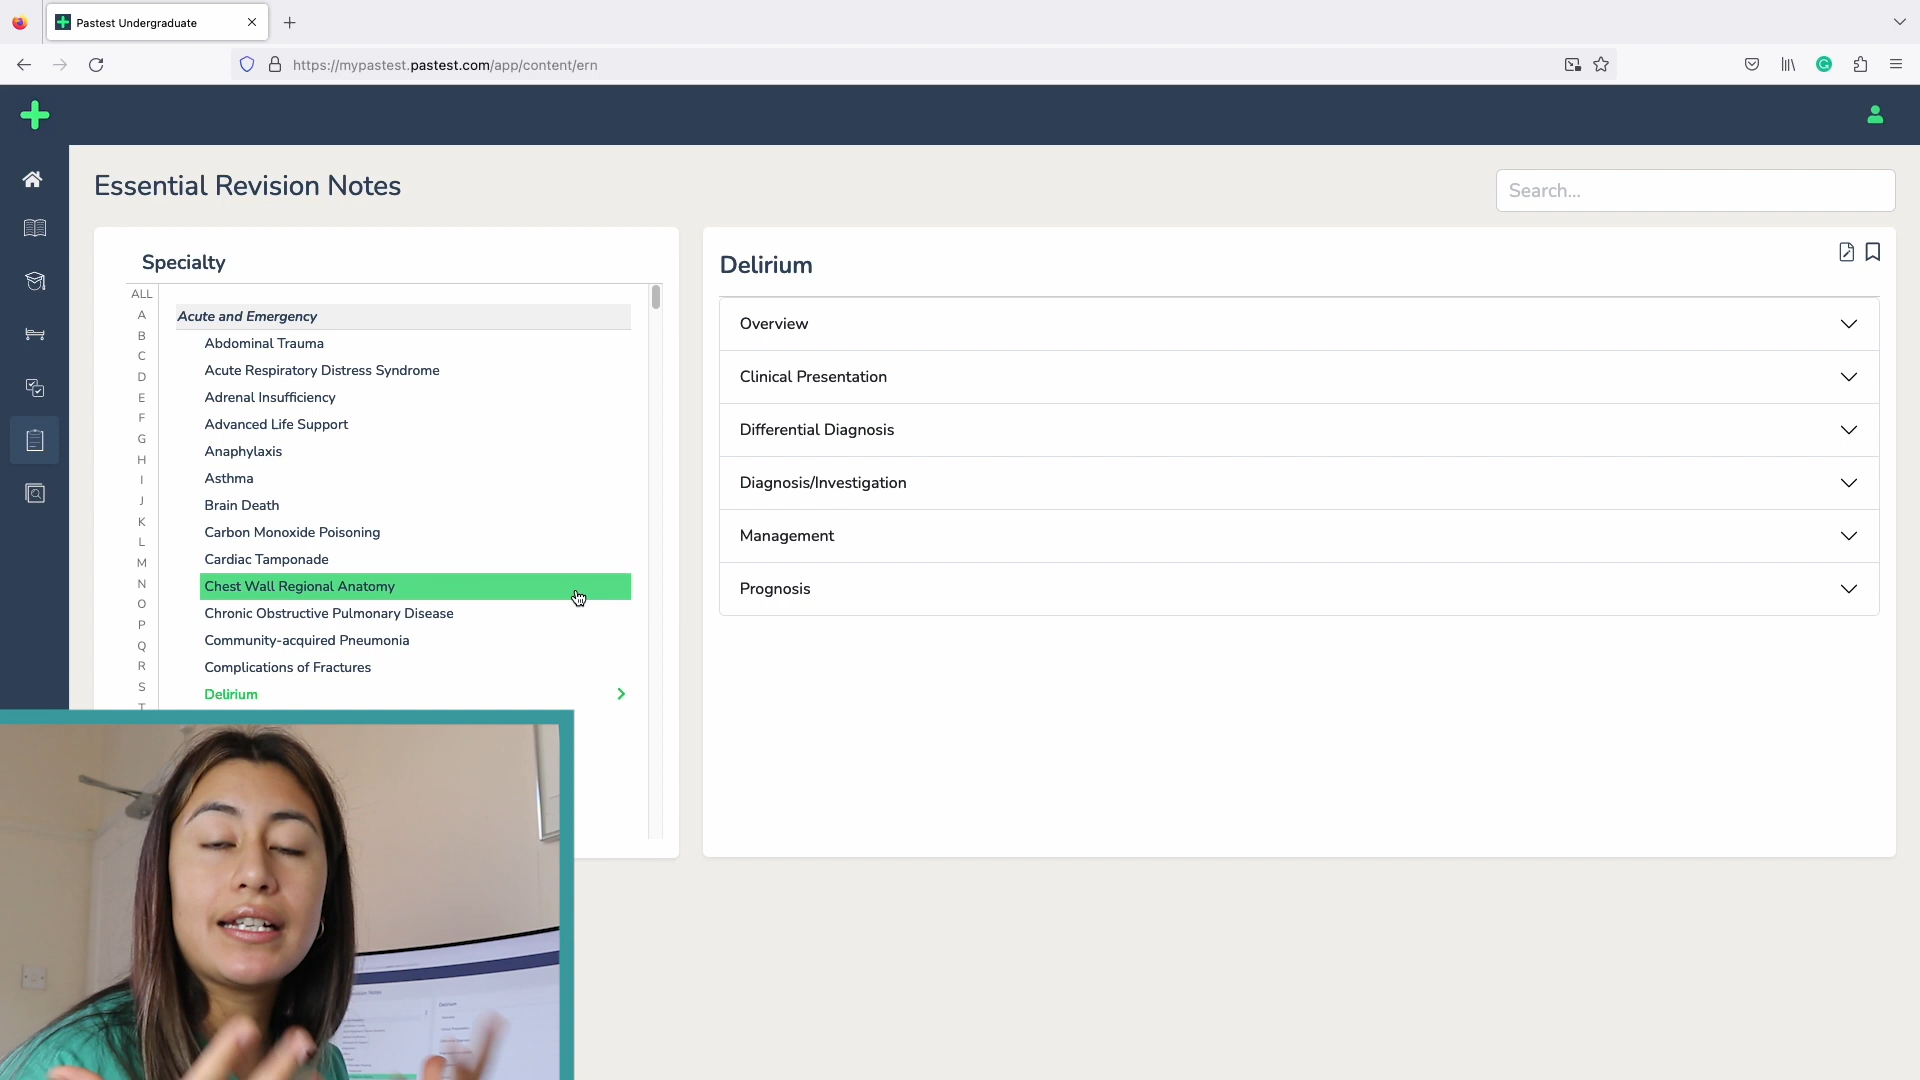 Pastest Undergraduate
https://mypastest.pastest.com/app/content/ern
Essential Revision Notes
Search...
Specialty
ALL
A
B
C
D
E
F
G
H
I
J
K
L
M
N
O
P
Q
R
S
T
Acute and Emergency
Abdominal Trauma
Acute Respiratory Distress Syndrome
Adrenal Insufficiency
Advanced Life Support
Anaphylaxis
Asthma
Brain Death
Carbon Monoxide Poisoning
Cardiac Tamponade
Chest Wall Regional Anatomy
Chronic Obstructive Pulmonary Disease
Community-acquired Pneumonia
Complications of Fractures
Delirium
Delirium
Overview
Clinical Presentation
Differential Diagnosis
Diagnosis/Investigation
Management
Prognosis